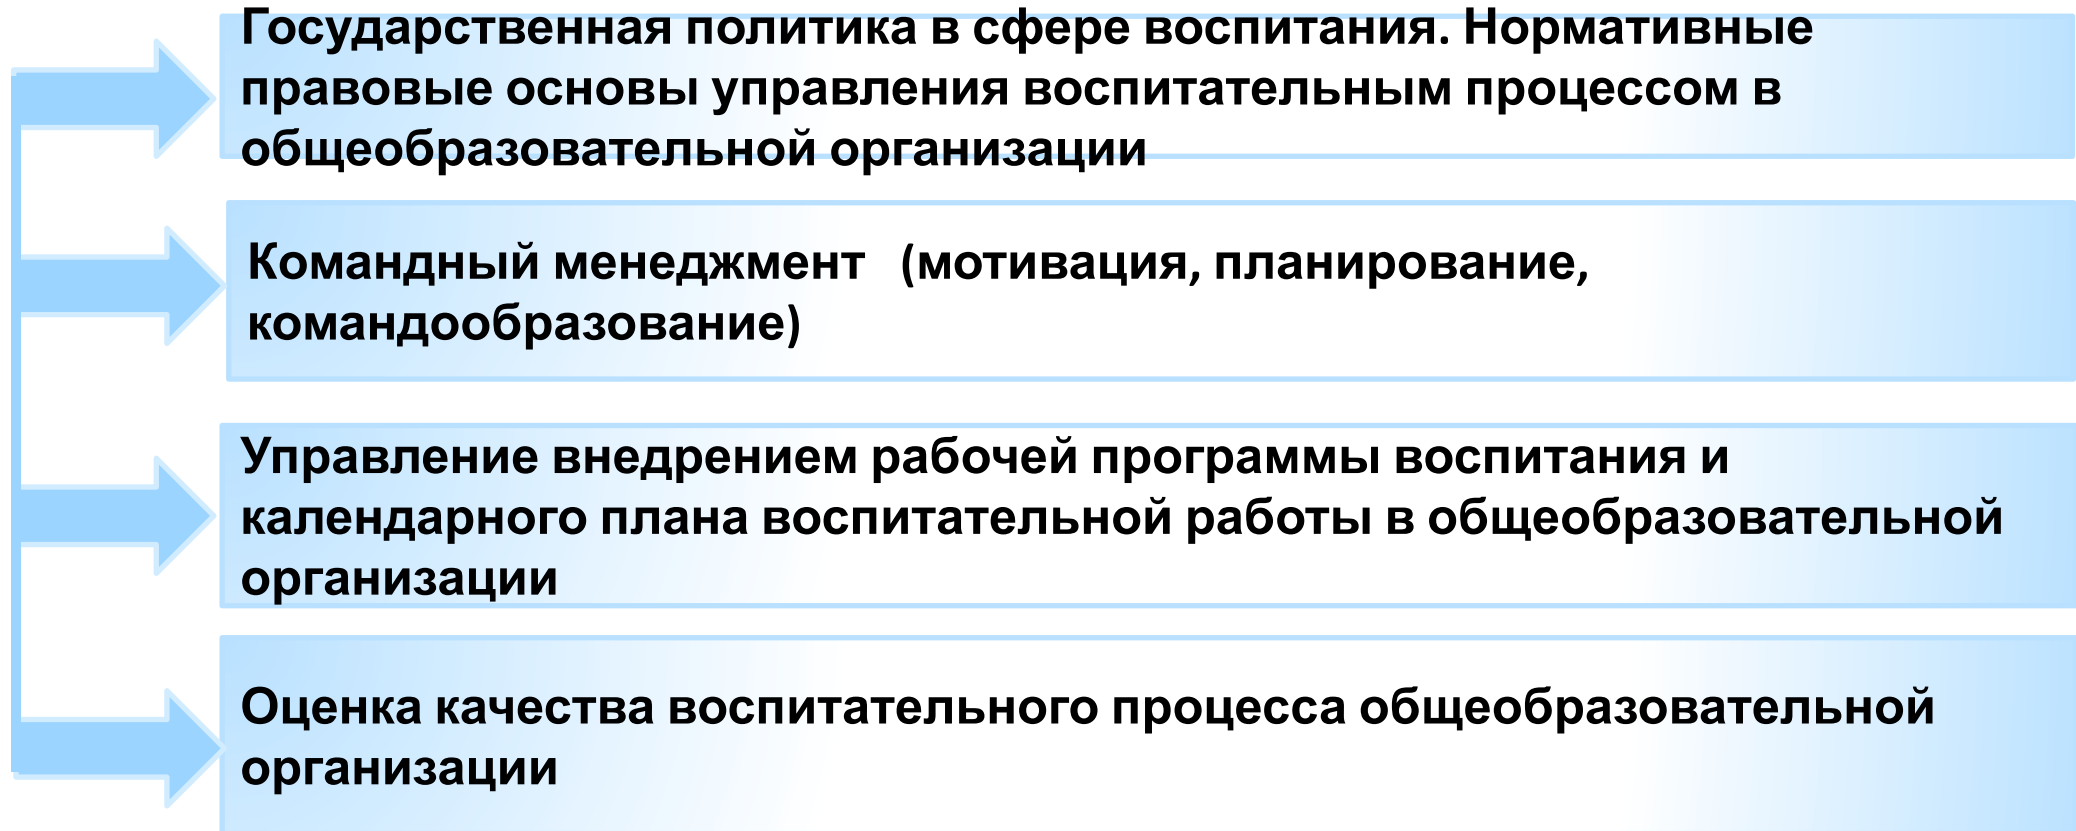 Государственная политика в сфере воспитания. Нормативные
правовые основы управления воспитательным процессом в
общеобразовательной организации
Командный менеджмент (мотивация, планирование,
командообразование)
Управление внедрением рабочей программы воспитания и
календарного плана воспитательной работы в общеобразовательной
организации
Оценка качества воспитательного процесса общеобразовательной
организации